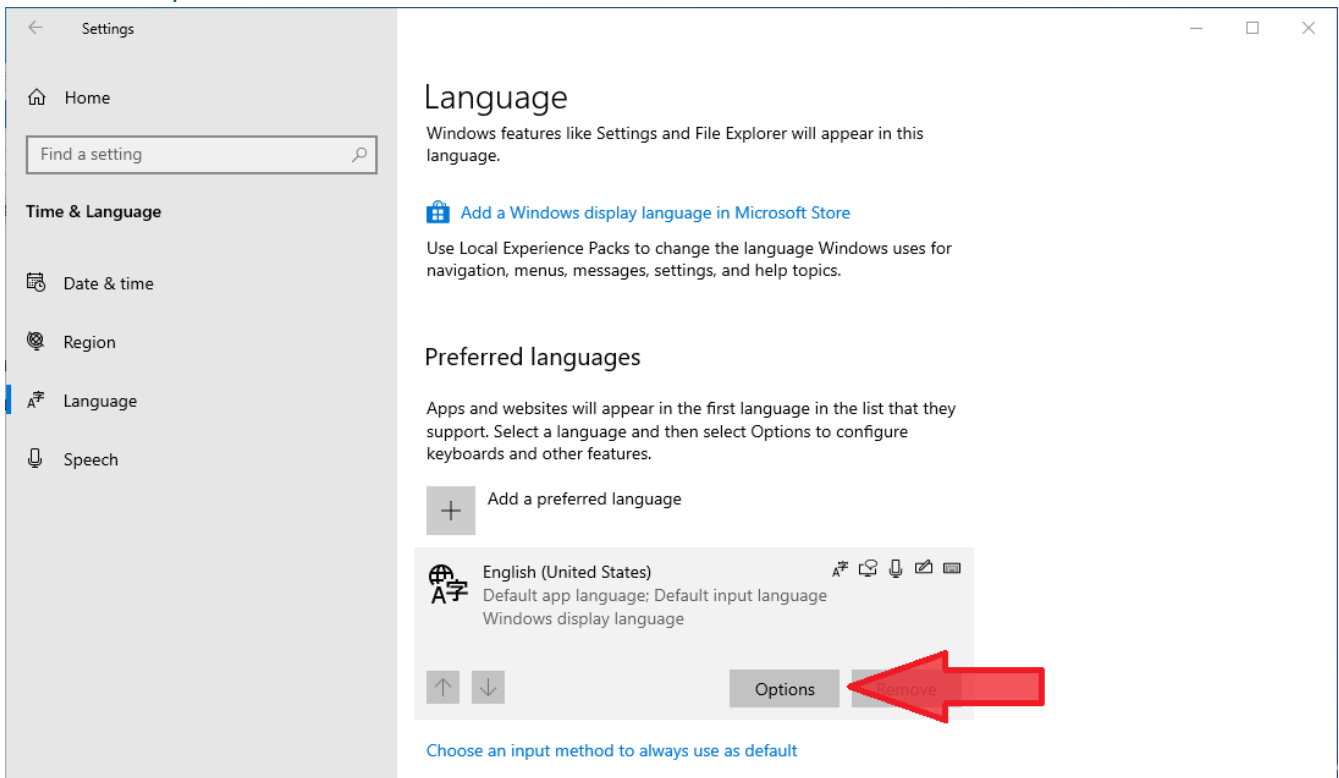 Settings
Home
Find a setting
Time & Language
Date & time
Region
Language
Speech
Language
Windows features like Settings and File Explorer will appear in this
language.
Add a Windows display language in Microsoft Store
Use Local Experience Packs to change the language Windows uses for
navigation, menus, messages, settings, and help topics.
Preferred languages
Apps and websites will appear in the first language in the list that they
support. Select a language and then select Options to configure
keyboards and other features.
Add a preferred language
English (United States)
Default app language; Default input language
Windows display language
Options Remove
Choose an input method to always use as default